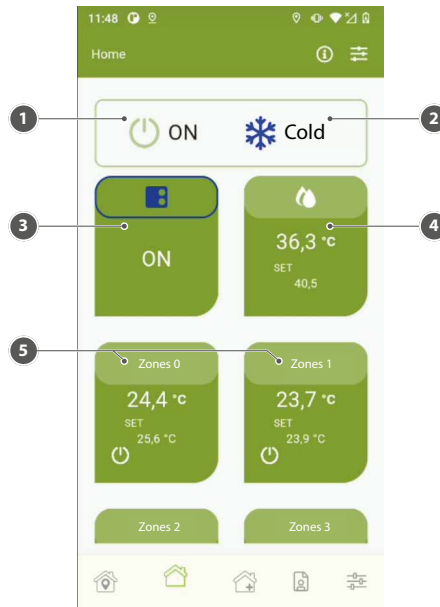 11:48
Home
1
2
ON
Cold
3
4
ON
36,3 °C
SET
40,5
5
Zones 0
Zones 1
24,4 °C
23,7 °C
SET
SET
25,6 °C
23,9 °C
Zones 2
Zones 3